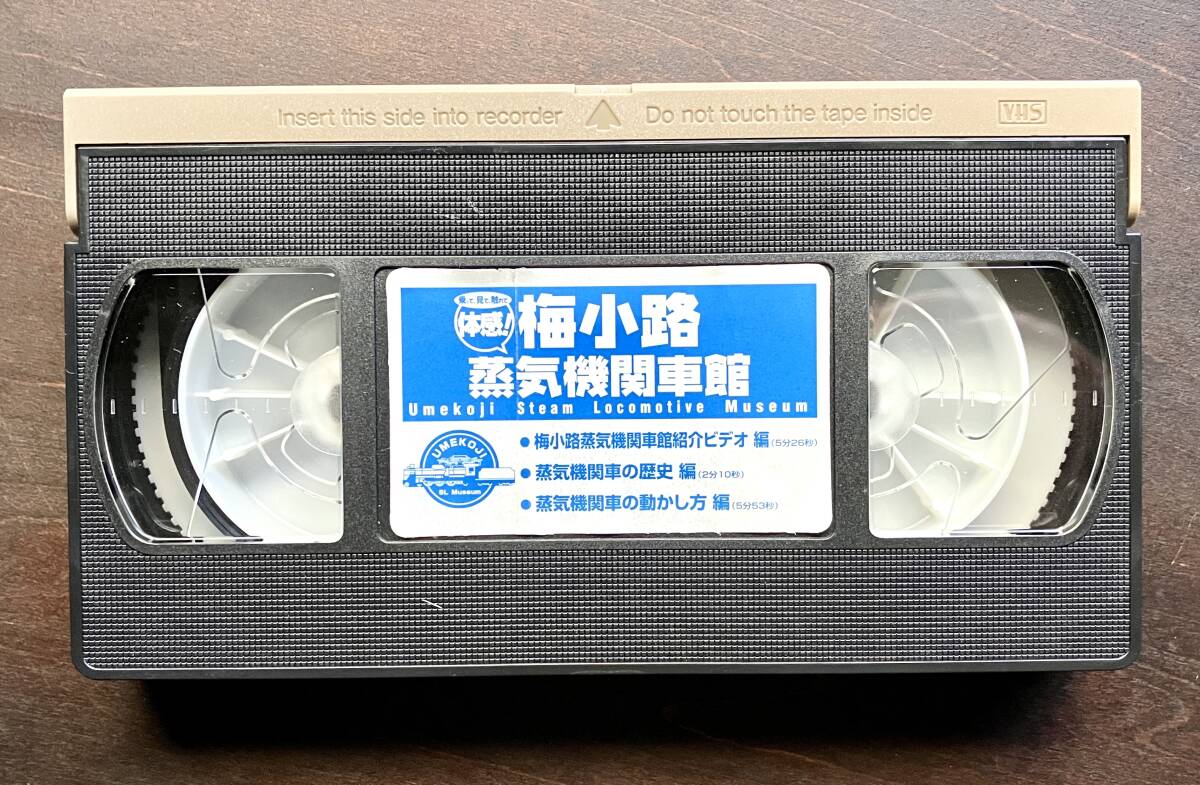 Insert this side into recorder Do not touch the tape inside VHS
乗って、見て、触れて
体感!
梅小路
蒸気機関車館
Umekoji Steam Locomotive Museum
UMEKOJI
SL Museum
●梅小路蒸気機関車館紹介ビデオ 編(5分26秒)
●蒸気機関車の歴史 編(2分10秒)
●蒸気機関車の動かし方 編(5分53秒)